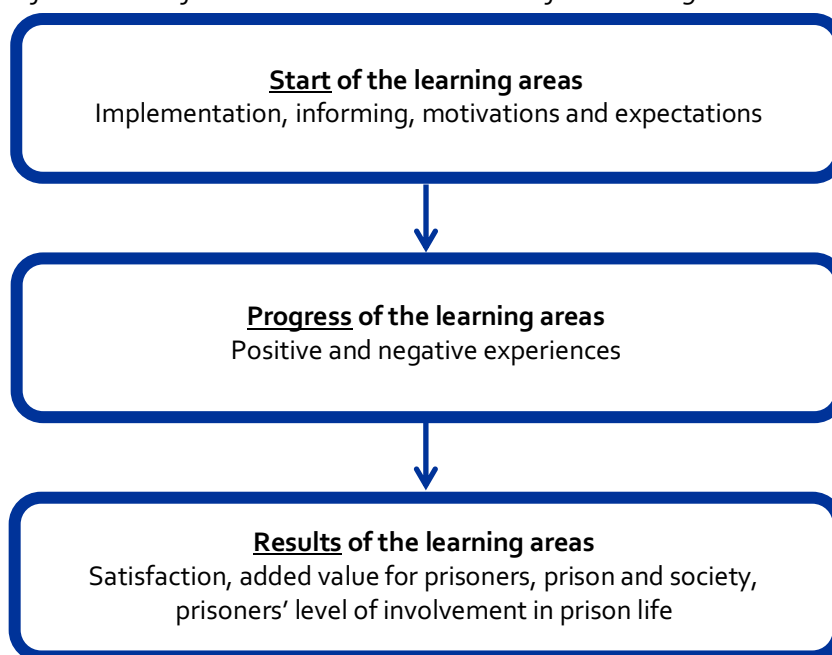 Start of the learning areas
Implementation, informing, motivations and expectations
Progress of the learning areas
Positive and negative experiences
Results of the learning areas
Satisfaction, added value for prisoners, prison and society,
prisoners’ level of involvement in prison life